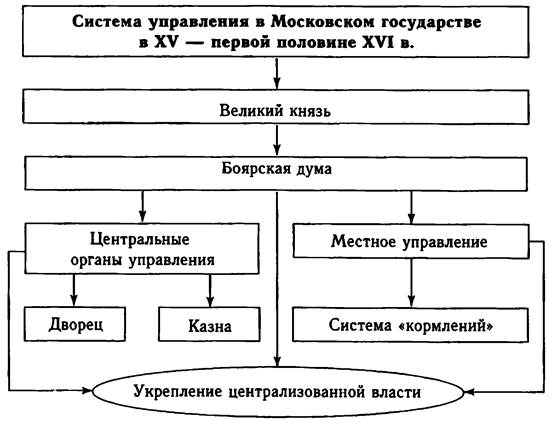 Система управления в Московском государстве
в XV — первой половине XVI в.
Великий князь
Боярская дума
Центральные
органы управления
Местное управление
Дворец
Казна
Система «кормлений»
Укрепление централизованной власти